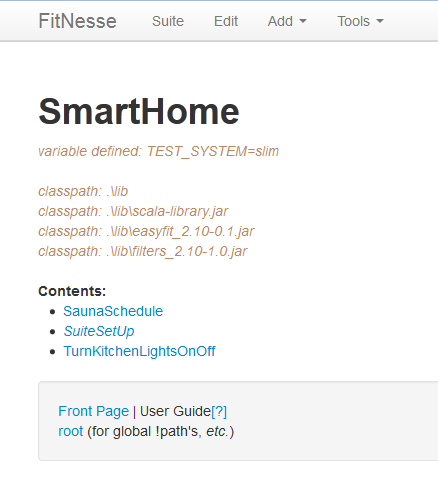 FitNesse Suite Edit Add Tools
SmartHome
variable defined: TEST_SYSTEM=slim
classpath: .\lib
classpath: .\lib\scala-library.jar
classpath: .\lib\easyfit_2.10-0.1.jar
classpath: .\lib\filters_2.10-1.0.jar
Contents:
• SaunaSchedule
• SuiteSetUp
• TurnKitchenLightsOnOff
Front Page | User Guide[?]
root (for global !path's, etc.)